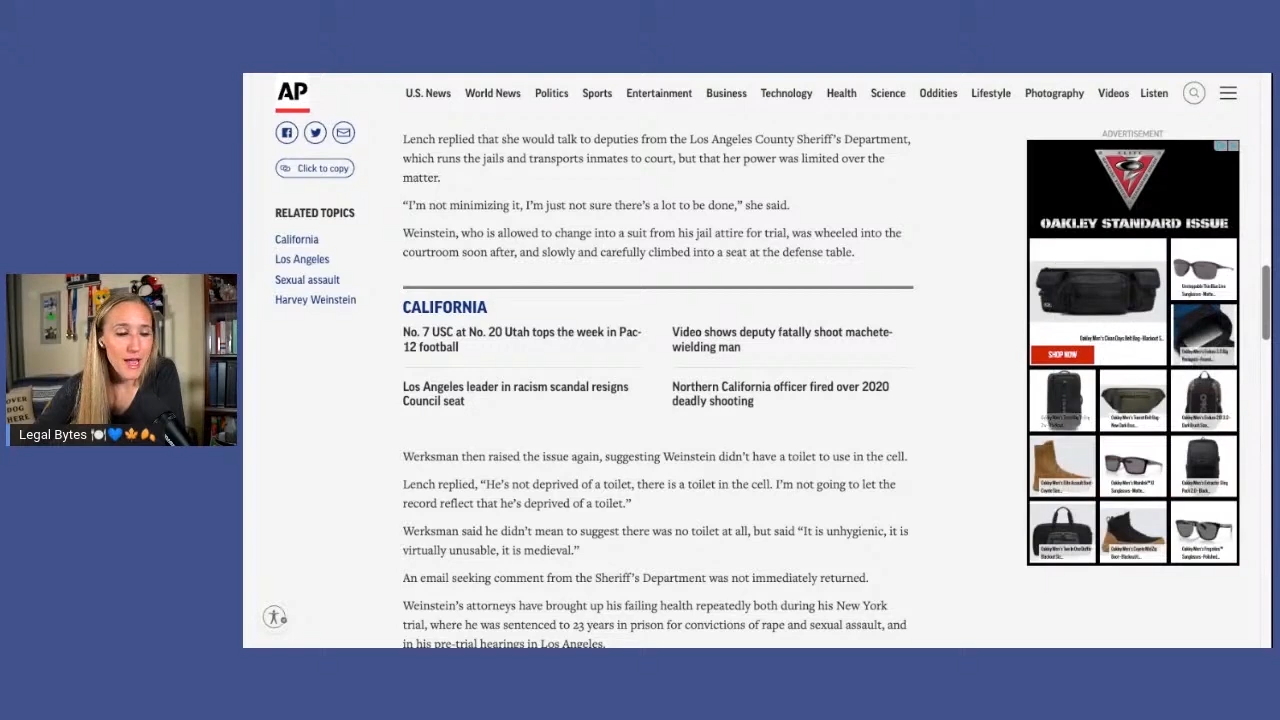 AP
U.S. News World News Politics Sports Entertainment Business Technology Health Science Oddities Lifestyle Photography Videos Listen
Click to copy
RELATED TOPICS
California
Los Angeles
Sexual assault
Harvey Weinstein
Lench replied that she would talk to deputies from the Los Angeles County Sheriff's Department,
which runs the jails and transports inmates to court, but that her power was limited over the
matter.
“I'm not minimizing it, I'm just not sure there's a lot to be done,” she said.
Weinstein, who is allowed to change into a suit from his jail attire for trial, was wheeled into the
courtroom soon after, and slowly and carefully climbed into a seat at the defense table.
CALIFORNIA
No. 7 USC at No. 20 Utah tops the week in Pac-
12 football
Video shows deputy fatally shoot machete-
wielding man
Los Angeles leader in racism scandal resigns
Council seat
Northern California officer fired over 2020
deadly shooting
Werksman then raised the issue again, suggesting Weinstein didn't have a toilet to use in the cell.
Lench replied, “He's not deprived of a toilet, there is a toilet in the cell. I'm not going to let the
record reflect that he's deprived of a toilet.”
Werksman said he didn't mean to suggest there was no toilet at all, but said “It is unhygienic, it is
virtually unusable, it is medieval.”
An email seeking comment from the Sheriff's Department was not immediately returned.
Weinstein's attorneys have brought up his failing health repeatedly both during his New York
trial, where he was sentenced to 23 years in prison for convictions of rape and sexual assault, and
in his pre-trial hearings in Los Angeles.
ADVERTISEMENT
OAKLEY STANDARD ISSUE
SHOP NOW
OVER
DOG
HERE
Legal Bytes